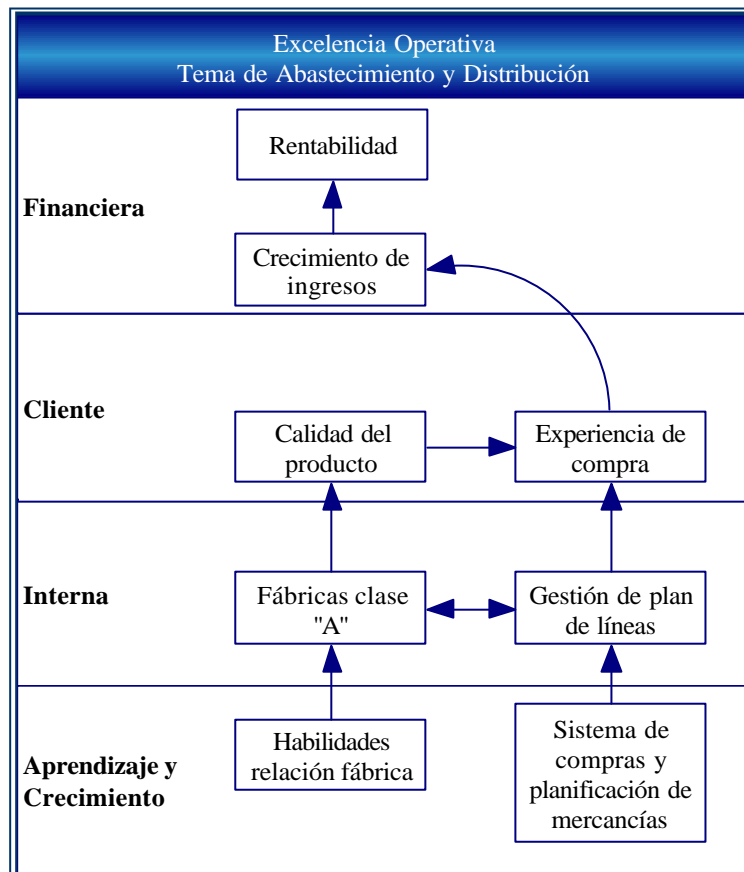 Excelencia Operativa
Tema de Abastecimiento y Distribución
Rentabilidad
Financiera
Crecimiento de
ingresos
Cliente
Calidad del
producto
Experiencia de
compra
Interna
Fábricas clase
"A"
Gestión de plan
de líneas
Aprendizaje y
Crecimiento
Habilidades
relación fábrica
Sistema de
compras y
planificación de
mercancías